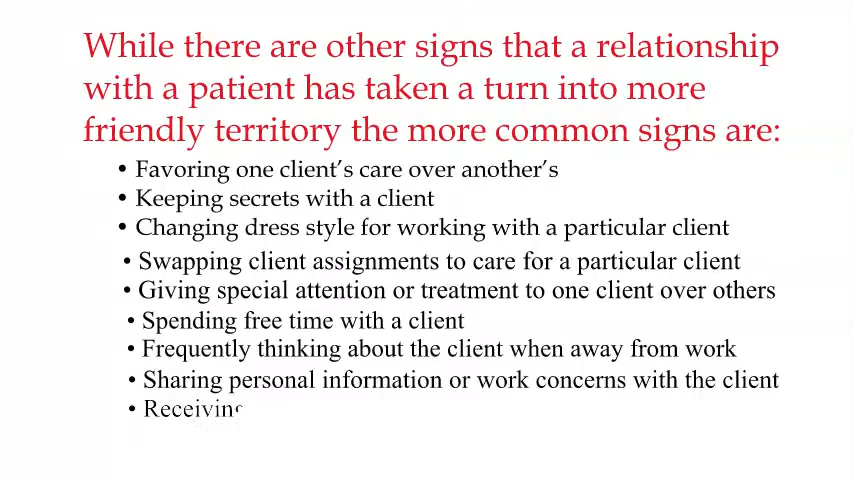 While there are other signs that a relationship
with a patient has taken a turn into more
friendly territory the more common signs are:
• Favoring one client’s care over another’s
• Keeping secrets with a client
• Changing dress style for working with a particular client
• Swapping client assignments to care for a particular client
• Giving special attention or treatment to one client over others
• Spending free time with a client
• Frequently thinking about the client when away from work
• Sharing personal information or work concerns with the client
• Receiving